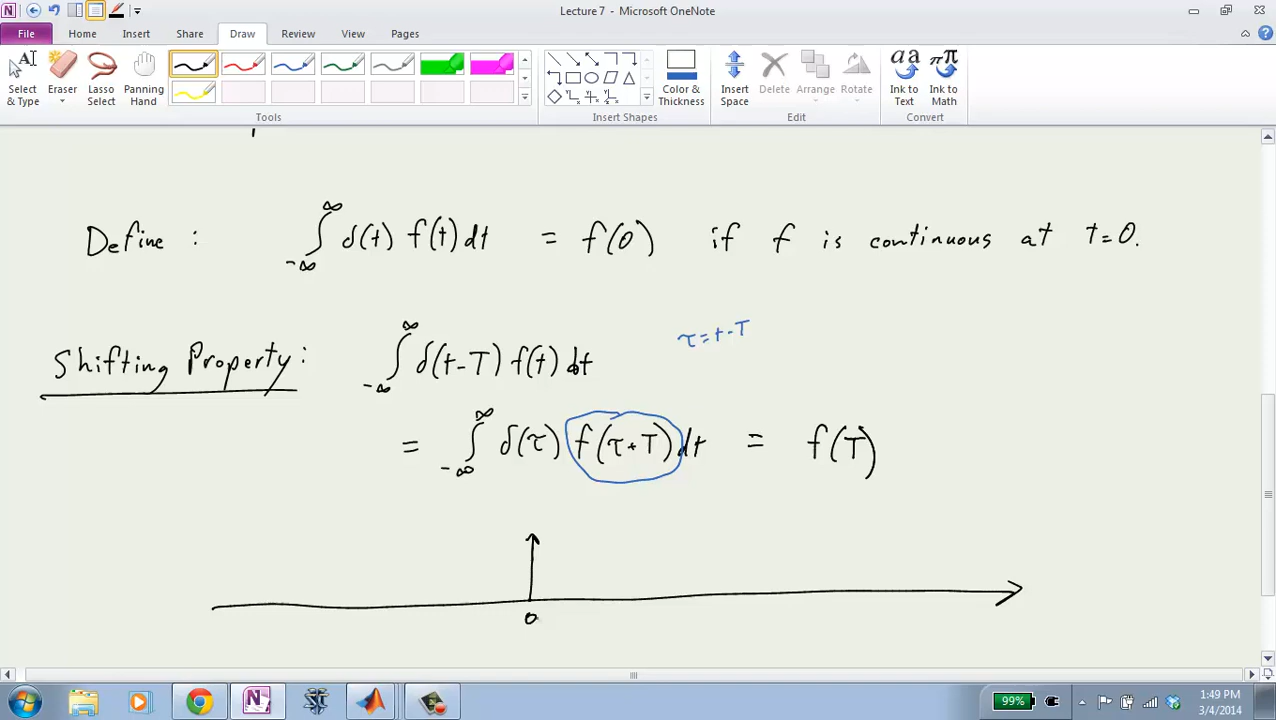 Lecture 7 - Microsoft OneNote
File Home Insert Share Draw Review View Pages
Select & Type
Eraser
Lasso Select
Panning Hand
Color & Thickness
Insert Space
Delete
Arrange
Rotate
Ink to Text
Ink to Math
Tools Insert Shapes Edit Convert
Define : ∫_{-∞}^{∞} δ(t) f(t) dt = f(0) if f is continuous at t=0.
τ=t-T
Shifting Property: ∫_{-∞}^{∞} δ(t-T) f(t) dt
= ∫_{-∞}^{∞} δ(τ) f(τ+T) dτ = f(T)
0
99%
1:49 PM
3/4/2014